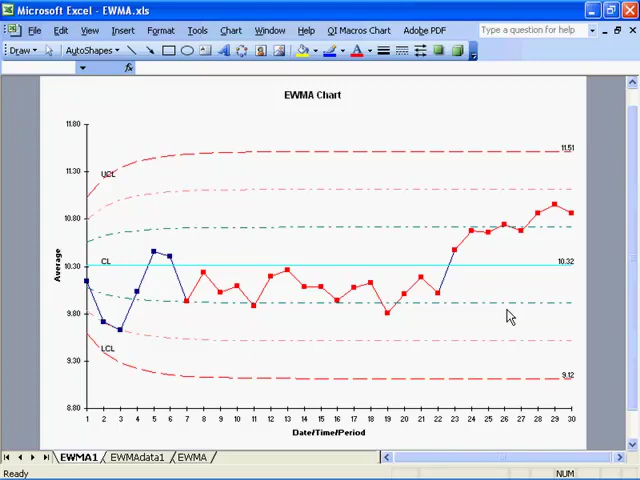 Microsoft Excel - EWMA.xls
File Edit View Insert Format Tools Chart Window QI Macros Chart Adobe PDF Type a question for help
Draw AutoShapes
fx
EWMA Chart
11.80
11.51
11.30
UCL
10.80
10.30
CL
10.32
Average
9.80
9.30
LCL
9.12
8.80
1 2 3 4 5 6 7 8 9 10 11 12 13 14 15 16 17 18 19 20 21 22 23 24 25 26 27 28 29 30
Date/Time/Period
EWMA1 EWMAdata1 EWMA
Ready NUM